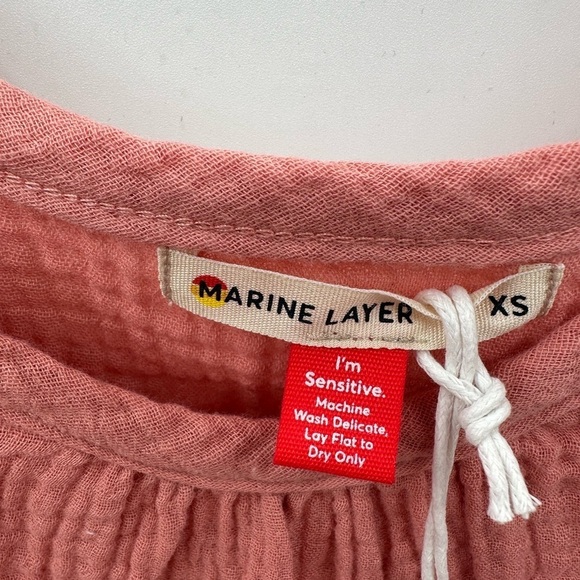 MARINE LAYER XS
I'm
Sensitive.
Machine
Wash Delicate,
Lay Flat to
Dry Only